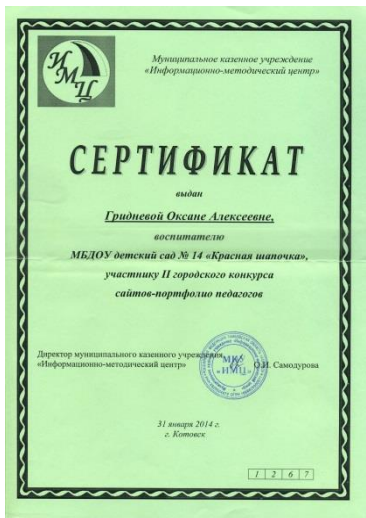 ИМЦ
Муниципальное казенное учреждение
«Информационно-методический центр»
СЕРТИФИКАТ
выдан
Гридневой Оксане Алексеевне,
воспитателю
МБДОУ детский сад № 14 «Красная шапочка»,
участнику II городского конкурса
сайтов-портфолио педагогов
Директор муниципального казенного учреждения
«Информационно-методический центр» О.И. Самодурова
МКУ
«ИМЦ»
31 января 2014 г.
г. Котовск
1 2 6 7